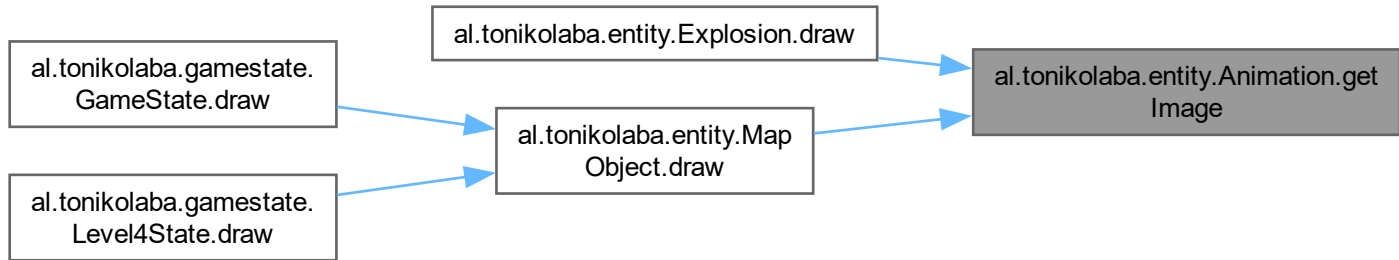 al.tonikolaba.gamestate.
GameState.draw
al.tonikolaba.gamestate.
Level4State.draw
al.tonikolaba.entity.Explosion.draw
al.tonikolaba.entity.Map
Object.draw
al.tonikolaba.entity.Animation.get
Image